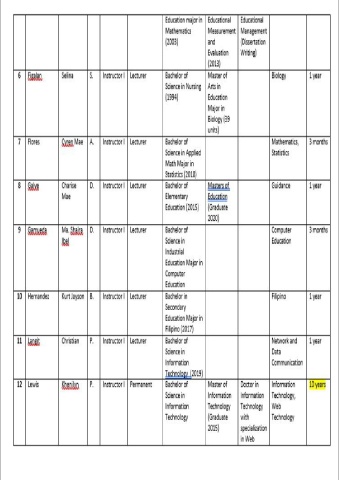 Education major in Mathematics (2003) Educational Measurement and Evaluation (2013) Educational Management (Dissertation Writing)
6 Figalan Selina S. Instructor I Lecturer Bachelor of Science in Nursing (1994) Master of Arts in Education Major in Biology (39 units) Biology 1 year
7 Flores Cyran Mae A. Instructor I Lecturer Bachelor of Science in Applied Math Major in Statistics (2018) Mathematics, Statistics 3 months
8 Galve Charise Mae D. Instructor I Lecturer Bachelor of Elementary Education (2015) Masters of Education (Graduate 2020) Guidance 1 year
9 Ma. Shaira D. Instructor I Lecturer Bachelor of Science in Industrial Education Major in Computer Education Computer Education 3 months
10 Hernandez Kurt Jayson B. Instructor I Lecturer Bachelor in Secondary Education Major in Filipino (2017) Filipino 1 year
11 Langit Christian P. Instructor I Lecturer Bachelor of Science in Information Technology (2019) Network and Data Communication 1 year
12 Lewis P. Instructor I Permanent Bachelor of Science in Information Technology Master of Information Technology (Graduate 2015) Doctor in Information Technology with specialization in Web Information Technology, Web Technology 10 years